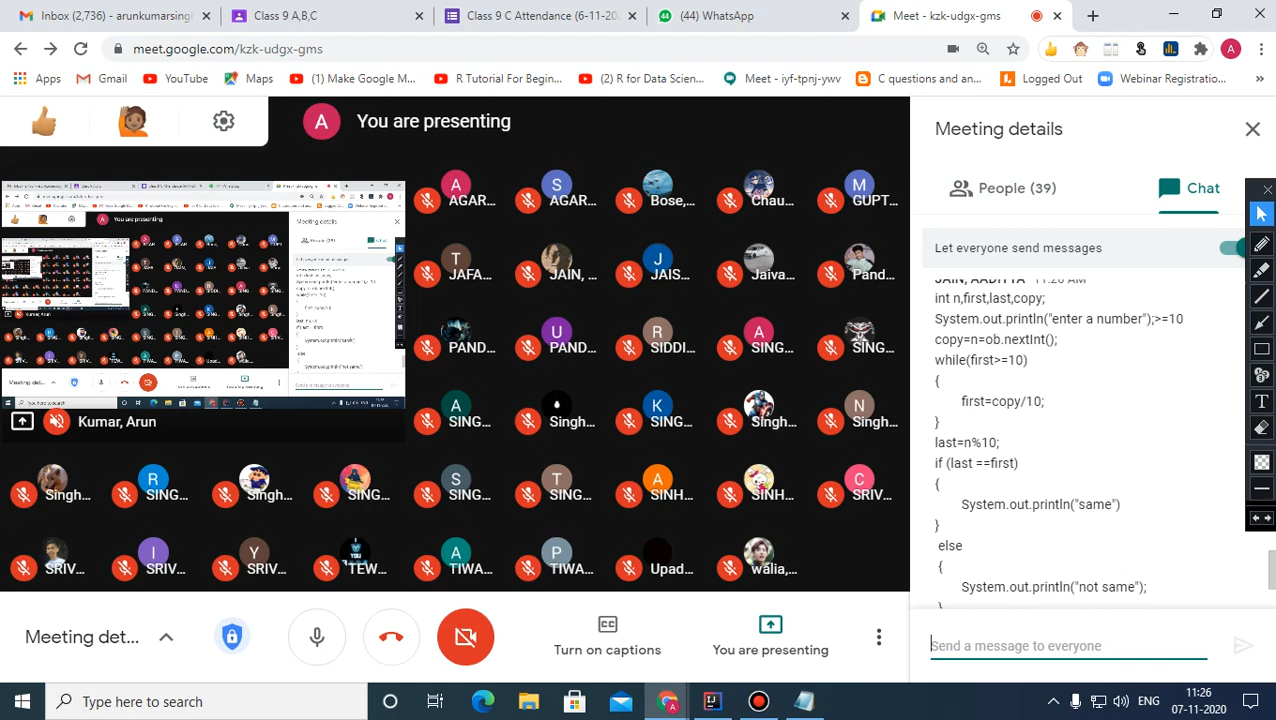 Inbox (2,736) - arunkumarsing
Class 9 A,B,C
Class 9 C Attendance (6-11-20
(44) WhatsApp
Meet - kzk-udgx-gms
meet.google.com/kzk-udgx-gms
Apps
Gmail
YouTube
Maps
(1) Make Google M...
R Tutorial For Begin...
(2) R for Data Scien...
Meet - iyf-tpnj-ywv
C questions and an...
Logged Out
Webinar Registratio...
A You are presenting
Meeting details
People (39)
Chat
Let everyone send messages
JAIN, AADITYA 11:26 AM
int n,first,last,copy;
System.out.println("enter a number");>=10
copy=n=ob.nextInt();
while(first>=10)
{
first=copy/10;
}
last=n%10;
if (last ==first)
{
System.out.println("same")
}
else
{
System.out.println("not same");
}
Send a message to everyone
AGAR...
AGAR...
Bose,...
Chau...
GUPT...
JAFA...
JAIN, ...
JAIS...
Jaiva...
Pand...
PAND...
PAND...
SIDDI...
SING...
SING...
Kumar, Arun
SING...
Singh...
SING...
Singh...
Singh...
Singh...
SING...
Singh...
SING...
SING...
SING...
SINH...
SINH...
SRIV...
SRIV...
SRIV...
SRIV...
TEW...
TIWA...
TIWA...
Upad...
walia,...
Meeting det...
Turn on captions
You are presenting
Type here to search
ENG
11:26
07-11-2020